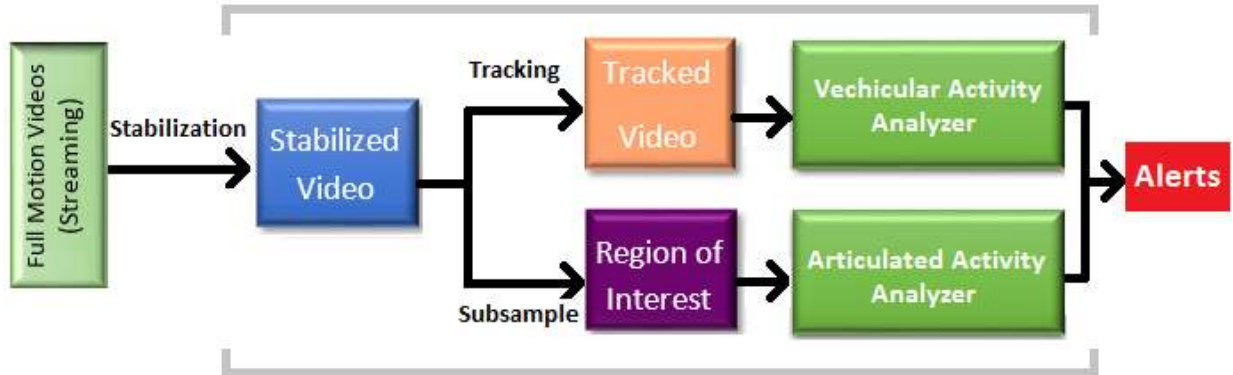 Full Motion Videos
(Streaming)
Stabilization
Stabilized
Video
Tracking
Tracked
Video
Vechicular Activity
Analyzer
Subsample
Region of
Interest
Articulated Activity
Analyzer
Alerts